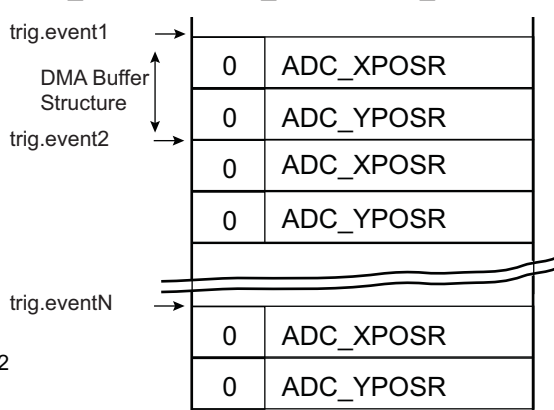 trig.event1
0 ADC_XPOSR
DMA Buffer
Structure
0 ADC_YPOSR
trig.event2
0 ADC_XPOSR
0 ADC_YPOSR
trig.eventN
0 ADC_XPOSR
2
0 ADC_YPOSR